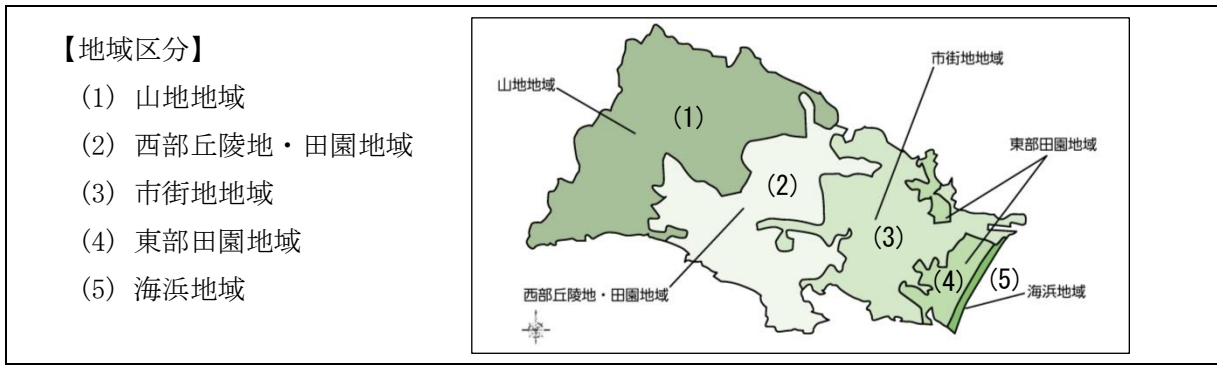 【地域区分】
(1) 山地地域
(2) 西部丘陵地・田園地域
(3) 市街地地域
(4) 東部田園地域
(5) 海浜地域
市街地地域
山地地域
(1)
東部田園地域
(2)
(3)
(4)
(5)
西部丘陵地・田園地域
海浜地域